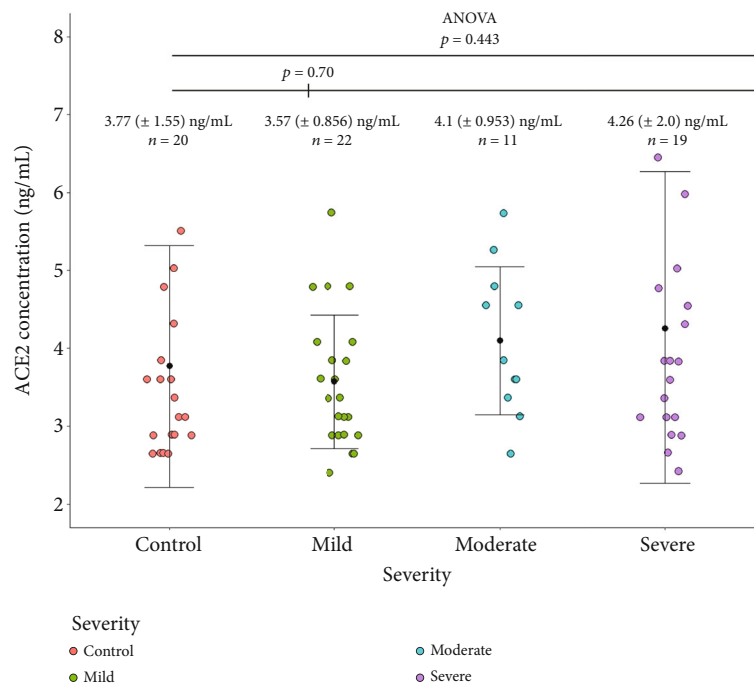 ANOVA
p = 0.443
p = 0.70
3.77 (± 1.55) ng/mL
n = 20
3.57 (± 0.856) ng/mL
n = 22
4.1 (± 0.953) ng/mL
n = 11
4.26 (± 2.0) ng/mL
n = 19
ACE2 concentration (ng/mL)
8
7
6
5
4
3
2
Control Mild Moderate Severe
Severity
Severity
Control
Mild
Moderate
Severe